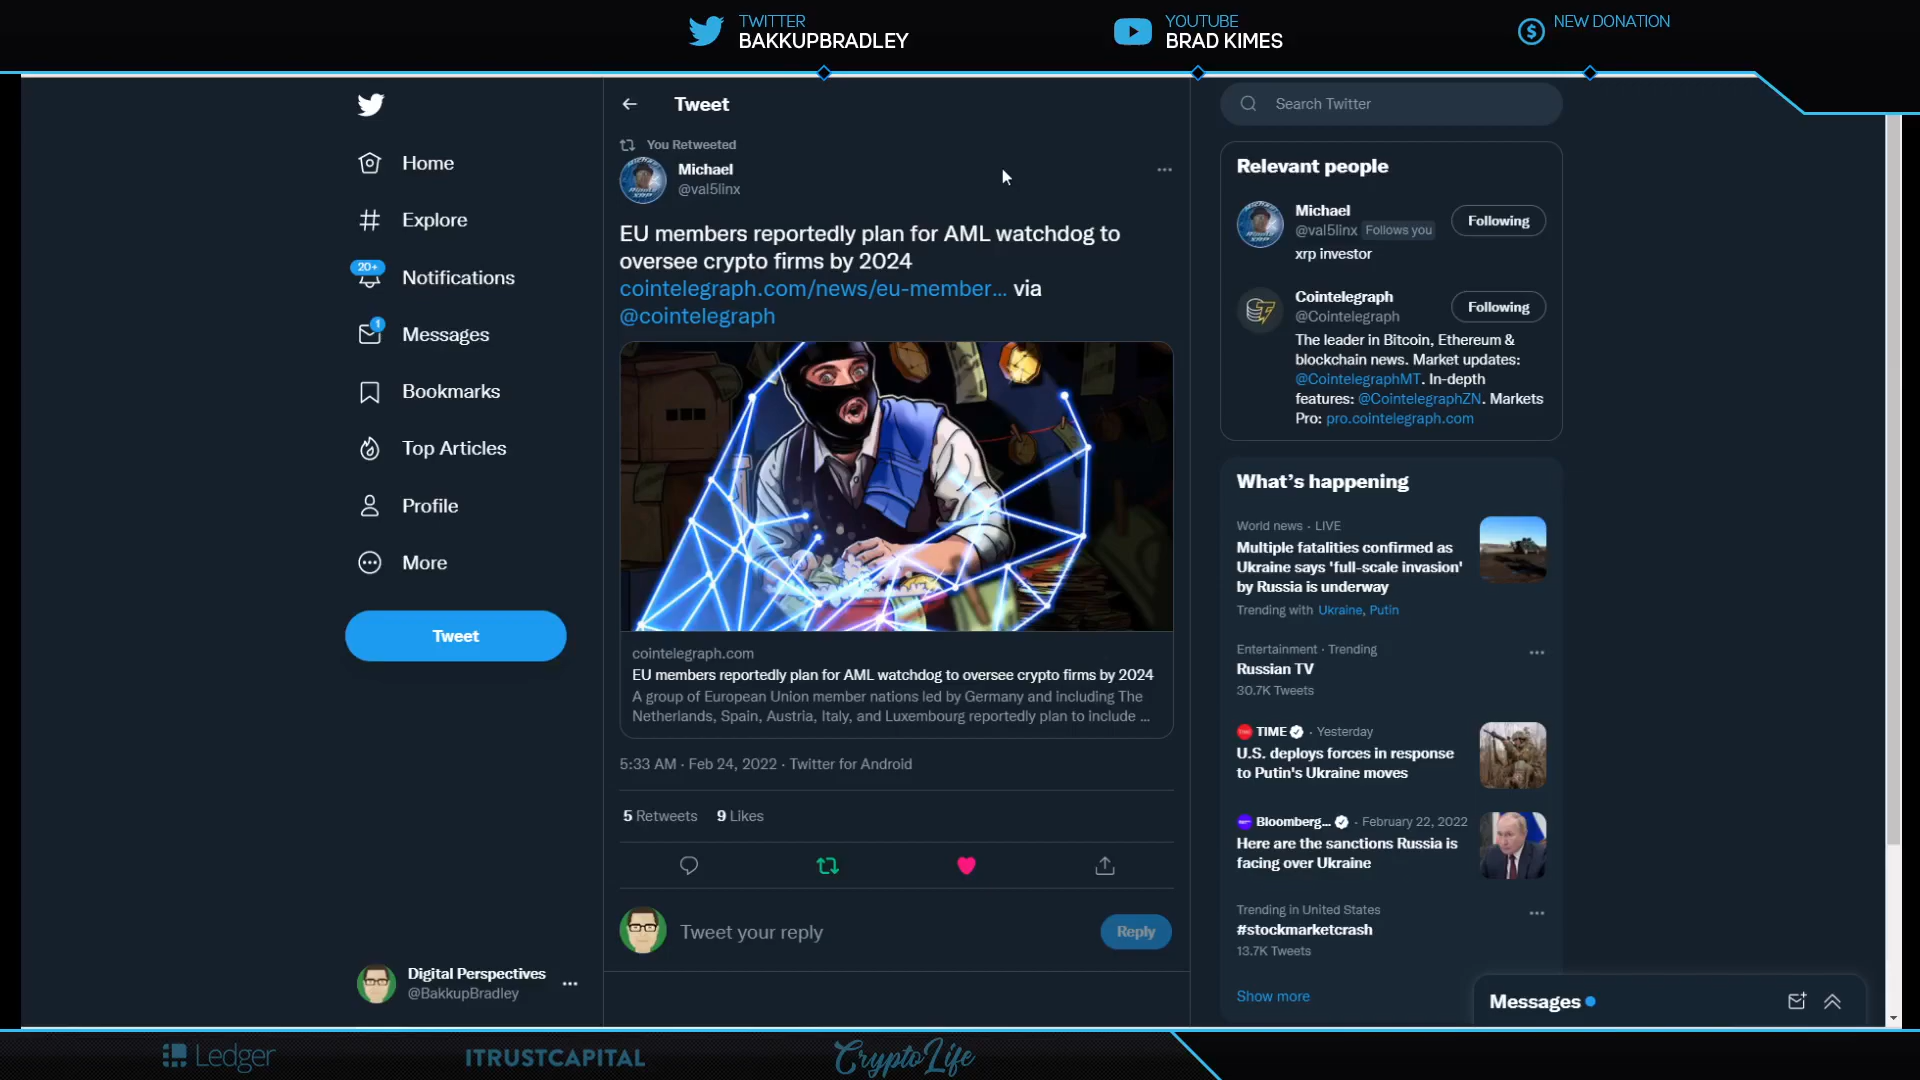 TWITTER
BAKKUPBRADLEY
YOUTUBE
BRAD KIMES
NEW DONATION
Home
Explore
20+
Notifications
1
Messages
Bookmarks
Top Articles
Profile
More
Tweet
Digital Perspectives
@BakkupBradley
Tweet
You Retweeted
Michael
@val5linx
EU members reportedly plan for AML watchdog to
oversee crypto firms by 2024
cointelegraph.com/news/eu-member... via
@cointelegraph
cointelegraph.com
EU members reportedly plan for AML watchdog to oversee crypto firms by 2024
A group of European Union member nations led by Germany and including The
Netherlands, Spain, Austria, Italy, and Luxembourg reportedly plan to include ...
5:33 AM · Feb 24, 2022 · Twitter for Android
5 Retweets 9 Likes
Tweet your reply
Reply
Search Twitter
Relevant people
Michael
@val5linx Follows you
Following
xrp investor
Cointelegraph
@Cointelegraph
Following
The leader in Bitcoin, Ethereum &
blockchain news. Market updates:
@CointelegraphMT. In-depth
features: @CointelegraphZN. Markets
Pro: pro.cointelegraph.com
What's happening
World news · LIVE
Multiple fatalities confirmed as
Ukraine says 'full-scale invasion'
by Russia is underway
Trending with Ukraine, Putin
Entertainment · Trending
Russian TV
30.7K Tweets
TIME · Yesterday
U.S. deploys forces in response
to Putin's Ukraine moves
Bloomberg... · February 22, 2022
Here are the sanctions Russia is
facing over Ukraine
Trending in United States
#stockmarketcrash
13.7K Tweets
Show more
Messages
Ledger
ITRUSTCAPITAL
CryptoLife